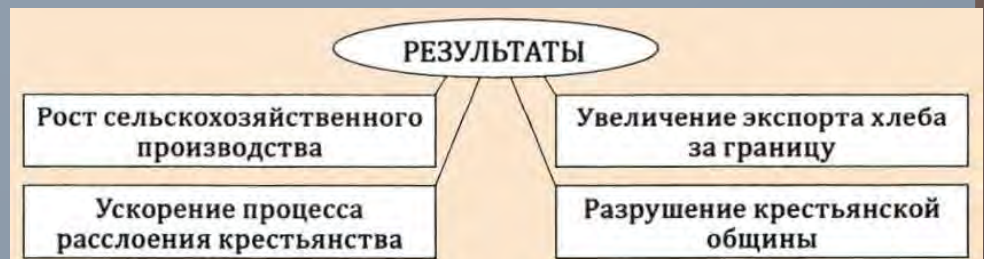 РЕЗУЛЬТАТЫ
Рост сельскохозяйственного
производства
Увеличение экспорта хлеба
за границу
Ускорение процесса
расслоения крестьянства
Разрушение крестьянской
общины